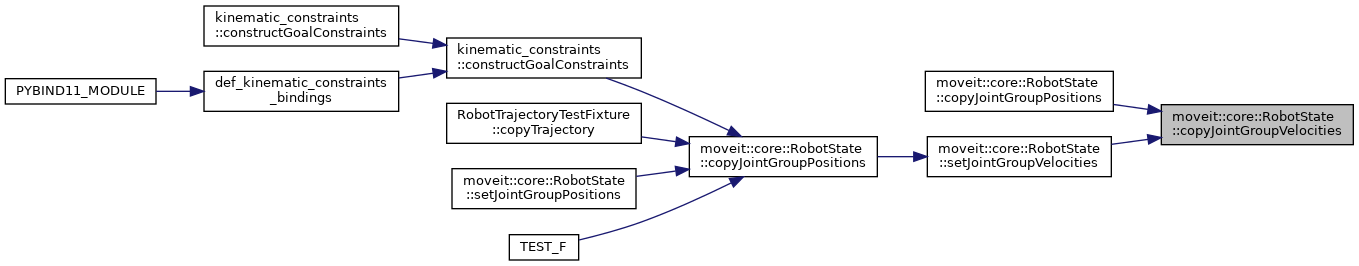 kinematic_constraints
::constructGoalConstraints
kinematic_constraints
::constructGoalConstraints
PYBIND11_MODULE
def_kinematic_constraints
_bindings
RobotTrajectoryTestFixture
::copyTrajectory
moveit::core::RobotState
::setJointGroupPositions
TEST_F
moveit::core::RobotState
::copyJointGroupPositions
moveit::core::RobotState
::copyJointGroupPositions
moveit::core::RobotState
::setJointGroupVelocities
moveit::core::RobotState
::copyJointGroupVelocities